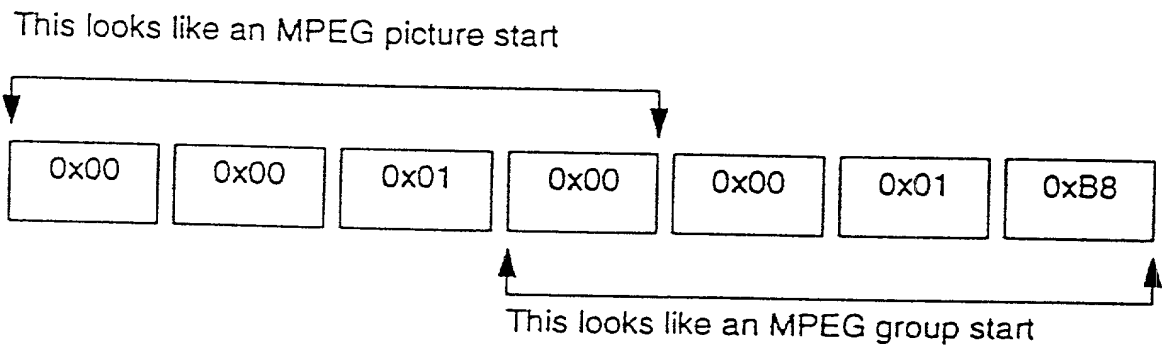 This looks like an MPEG picture start
0x00 0x00 0x01 0x00 0x00 0x01 0xB8
This looks like an MPEG group start